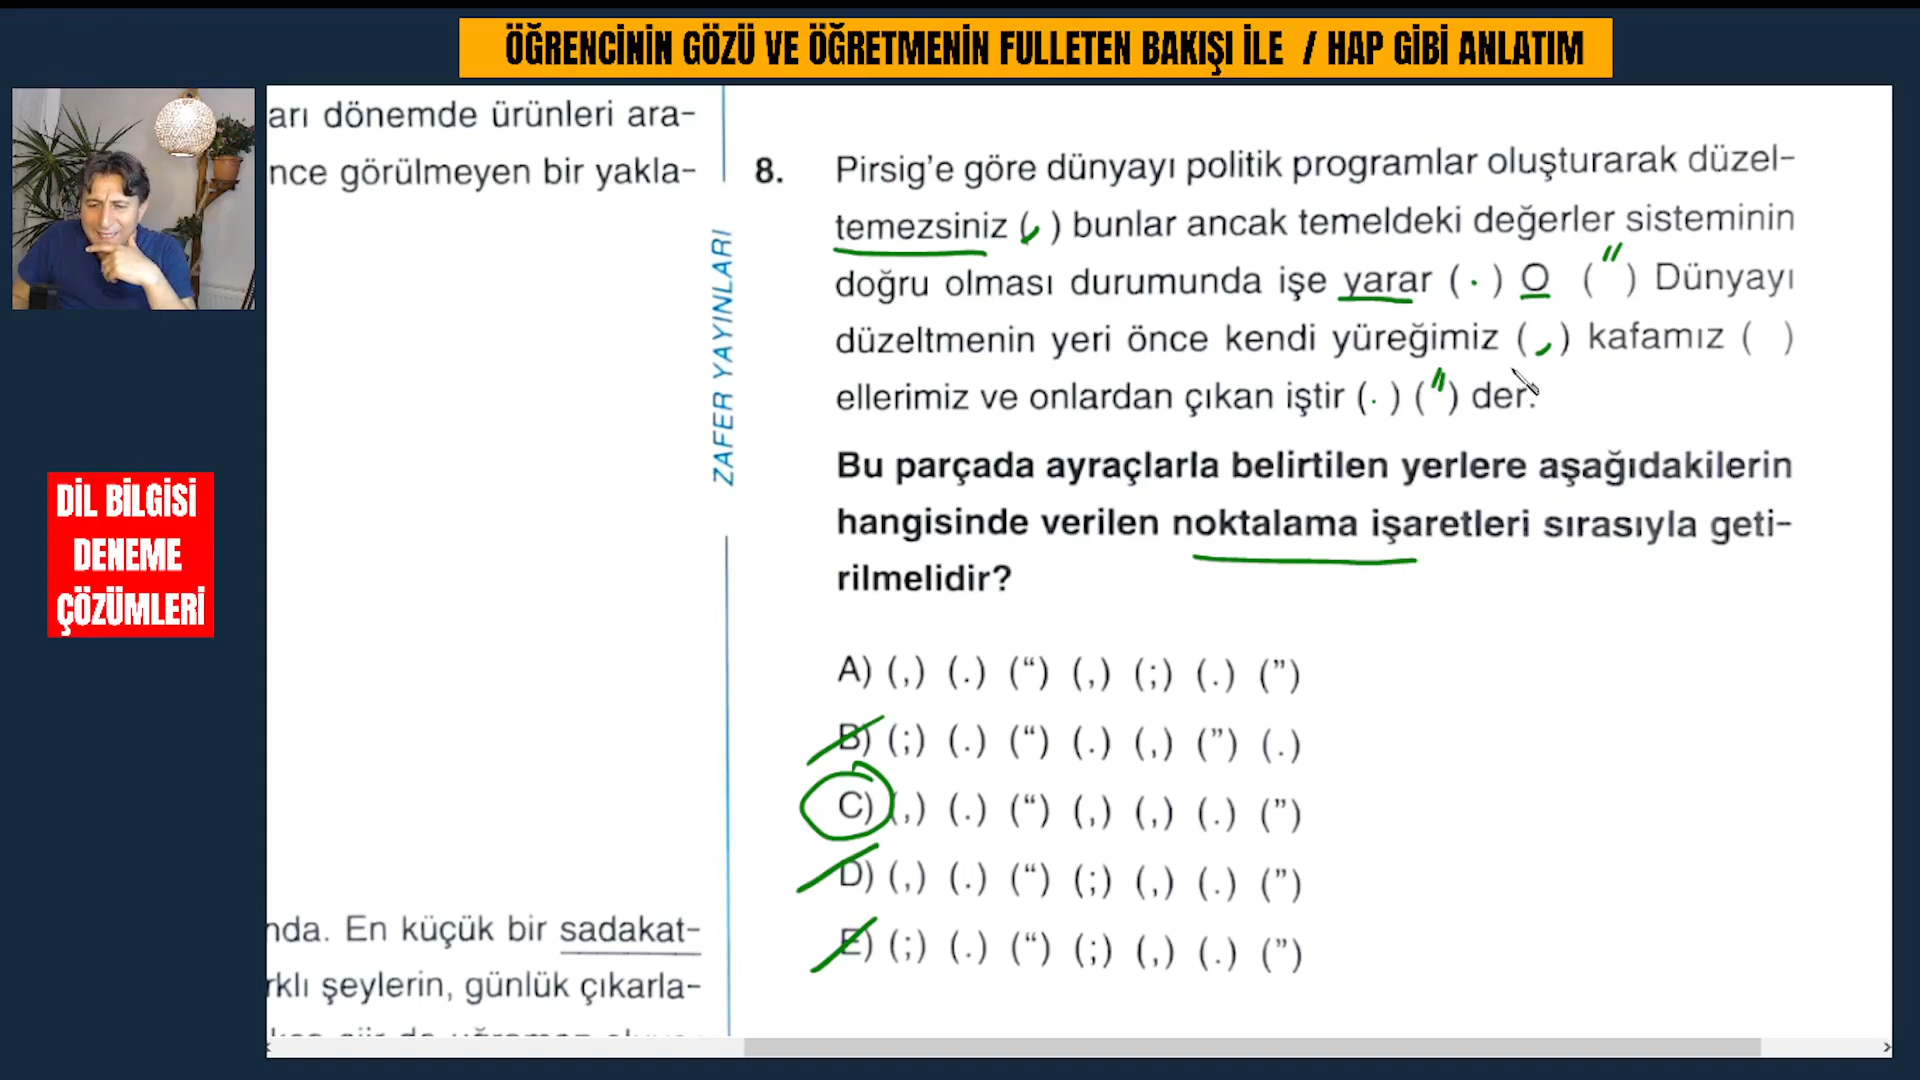 ÖĞRENCİNİN GÖZÜ VE ÖĞRETMENİN FULLETEN BAKIŞI İLE / HAP GİBİ ANLATIM
DİL BİLGİSİ
DENEME
ÇÖZÜMLERİ
arı dönemde ürünleri ara-
nce görülmeyen bir yakla-
nda. En küçük bir sadakat-
rklı şeylerin, günlük çıkarla-
ZAFER YAYINLARI
8. Pirsig'e göre dünyayı politik programlar oluşturarak düzel-
temezsiniz (,) bunlar ancak temeldeki değerler sisteminin
doğru olması durumunda işe yarar (.) O (") Dünyayı
düzeltmenin yeri önce kendi yüreğimiz (,) kafamız ( )
ellerimiz ve onlardan çıkan iştir (.) (") der.
Bu parçada ayraçlarla belirtilen yerlere aşağıdakilerin
hangisinde verilen noktalama işaretleri sırasıyla geti-
rilmelidir?
A) (,) (.) (“) (,) (;) (.) (”)
B) (;) (.) (“) (.) (,) (”) (.)
C) (,) (.) (“) (,) (,) (.) (”)
D) (,) (.) (“) (;) (,) (.) (”)
E) (;) (.) (“) (;) (,) (.) (”)